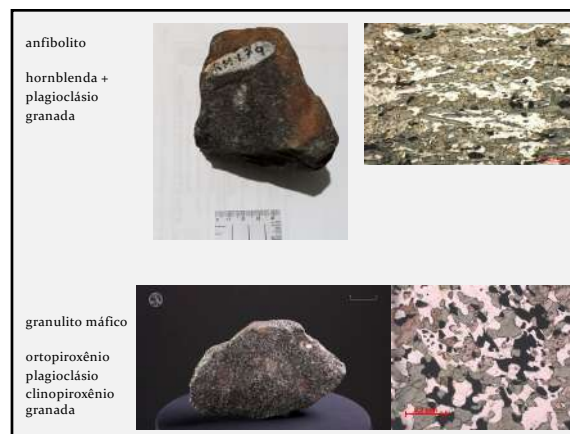 anfibolito
hornblenda +
plagioclásio
granada
granulito máfico
ortopiroxênio
plagioclásio
clinopiroxênio
granada